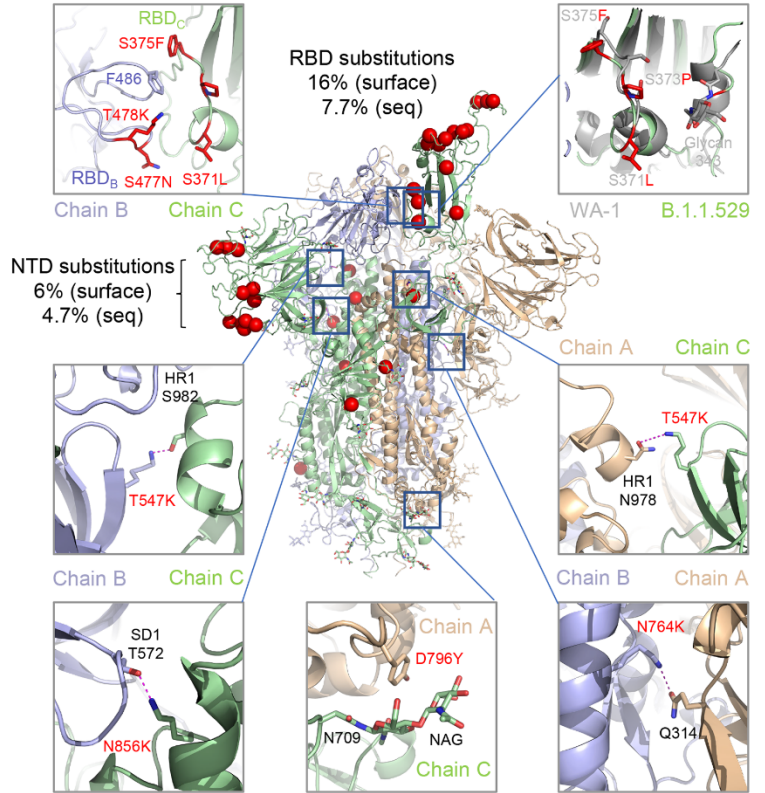 RBDC
S375F
F486
T478K
RBDB
S477N
S371L
Chain B
Chain C
RBD substitutions
16% (surface)
7.7% (seq)
S375F
S373P
Glycan
343
S371L
WA-1
B.1.1.529
NTD substitutions
6% (surface)
4.7% (seq)
Chain A
Chain C
HR1
S982
T547K
Chain B
Chain C
T547K
HR1
N978
Chain B
Chain A
SD1
T572
N856K
Chain A
D796Y
N709
NAG
Chain C
N764K
Q314